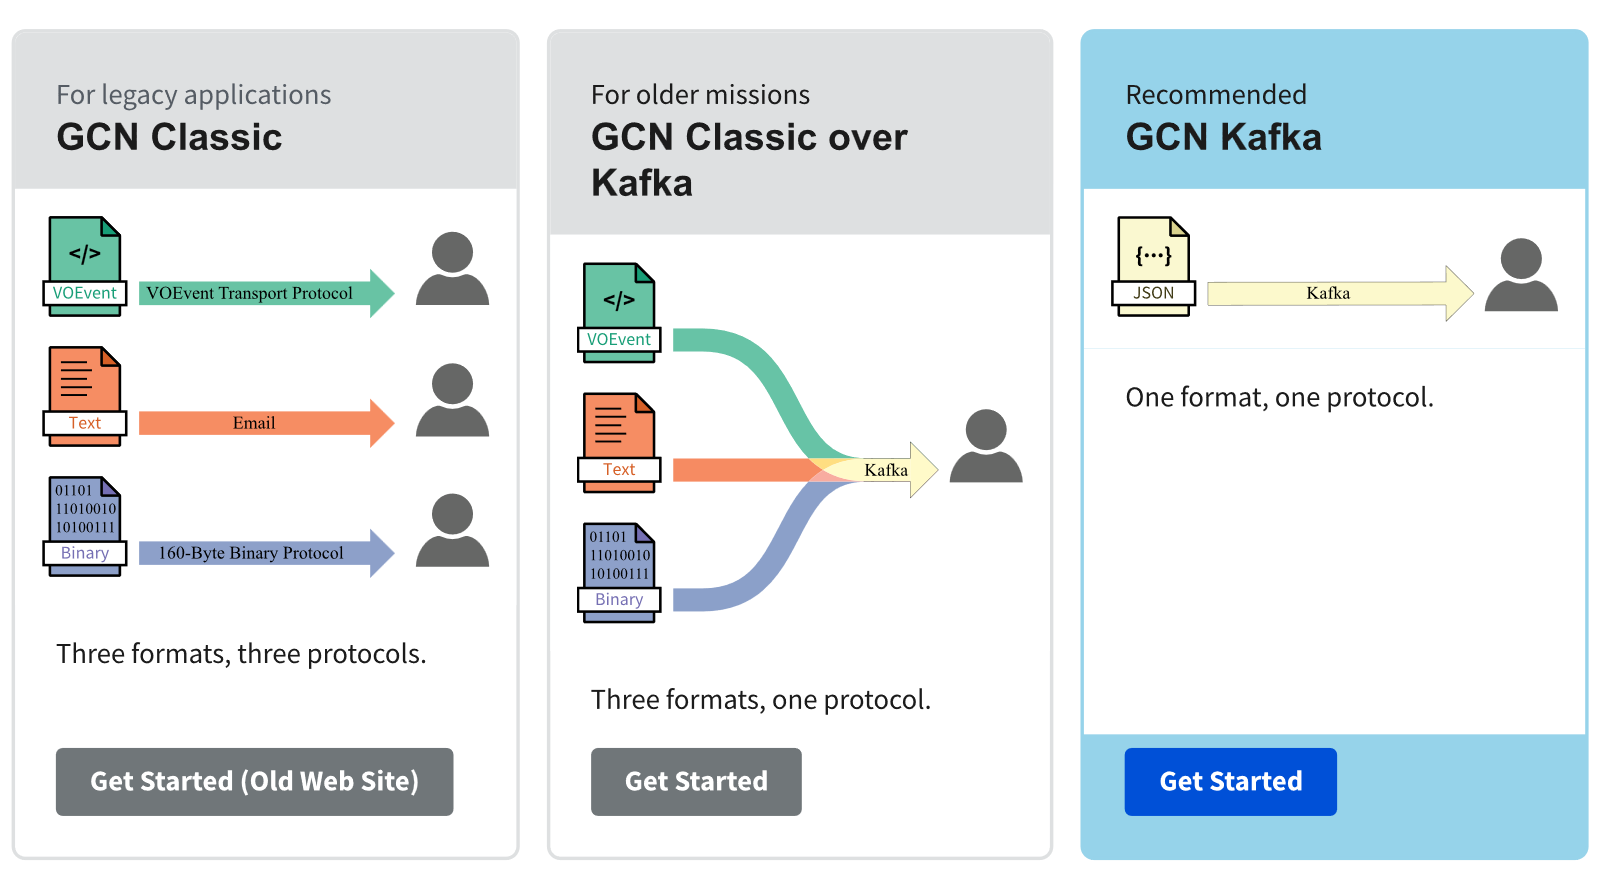 For legacy applications
GCN Classic
</>
VOEvent
VOEvent Transport Protocol
Text
Email
01101
11010010
10100111
Binary
160-Byte Binary Protocol
Three formats, three protocols.
Get Started (Old Web Site)
For older missions
GCN Classic over
Kafka
</>
VOEvent
Text
Kafka
01101
11010010
10100111
Binary
Three formats, one protocol.
Get Started
Recommended
GCN Kafka
{···}
JSON
Kafka
One format, one protocol.
Get Started